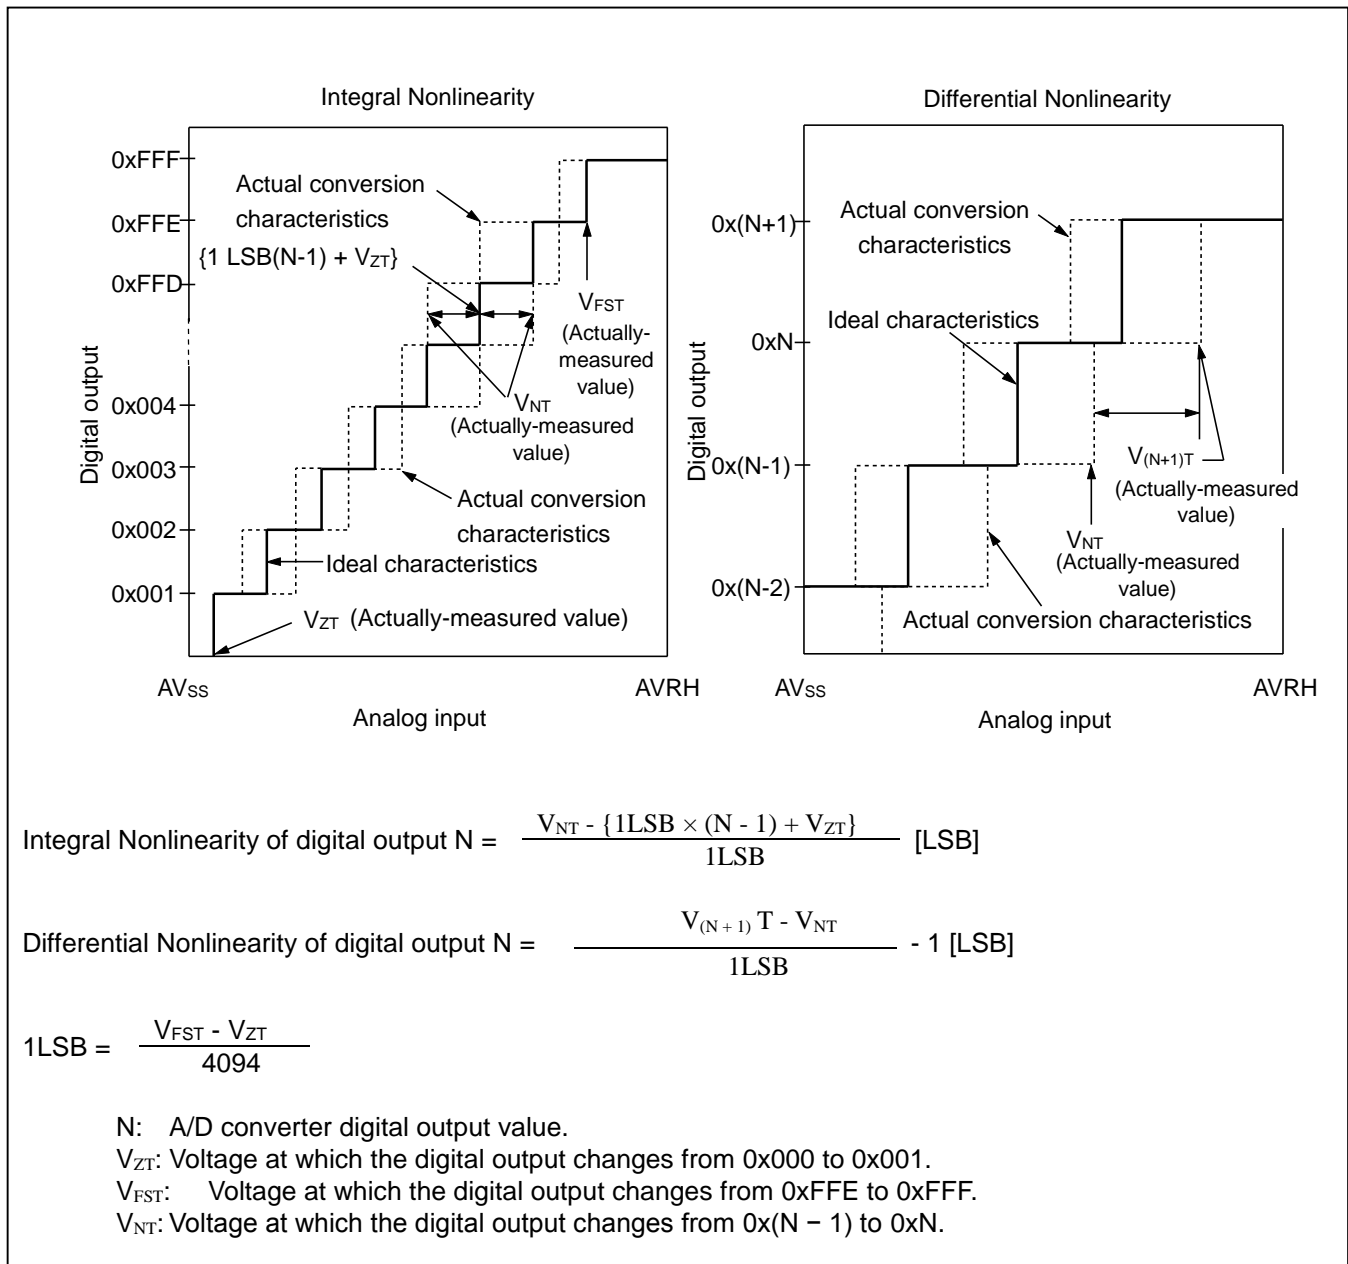 Integral Nonlinearity
Differential Nonlinearity
0xFFF
0xFFE
0xFFD
0x004
0x003
0x002
0x001
Digital output
Actual conversion
characteristics
{1 LSB(N-1) + VZT}
VFST
(Actually-
measured
value)
VNT
(Actually-measured
value)
Actual conversion
characteristics
Ideal characteristics
VZT (Actually-measured value)
AVSS
AVRH
Analog input
0x(N+1)
0xN
0x(N-1)
0x(N-2)
Digital output
Actual conversion
characteristics
Ideal characteristics
V(N+1)T
(Actually-measured
value)
VNT
(Actually-measured
value)
Actual conversion characteristics
AVSS
AVRH
Analog input
Integral Nonlinearity of digital output N =
VNT - {1LSB × (N - 1) + VZT}
1LSB
[LSB]
Differential Nonlinearity of digital output N =
V(N + 1) T - VNT
1LSB
- 1 [LSB]
1LSB =
VFST - VZT
4094
N: A/D converter digital output value.
VZT: Voltage at which the digital output changes from 0x000 to 0x001.
VFST: Voltage at which the digital output changes from 0xFFE to 0xFFF.
VNT: Voltage at which the digital output changes from 0x(N − 1) to 0xN.